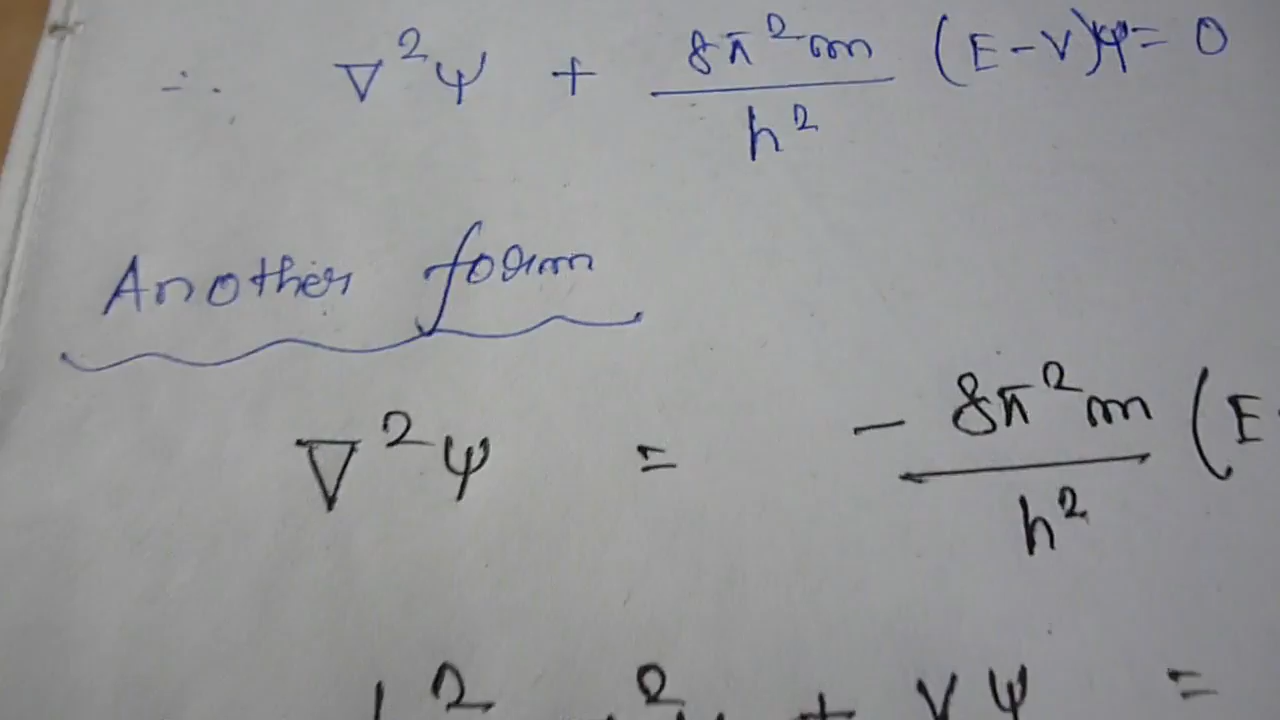 ∴ ∇²ψ + 8π²m/h² (E-V)ψ = 0
Another form
∇²ψ = - 8π²m/h² (E
+ Vψ =